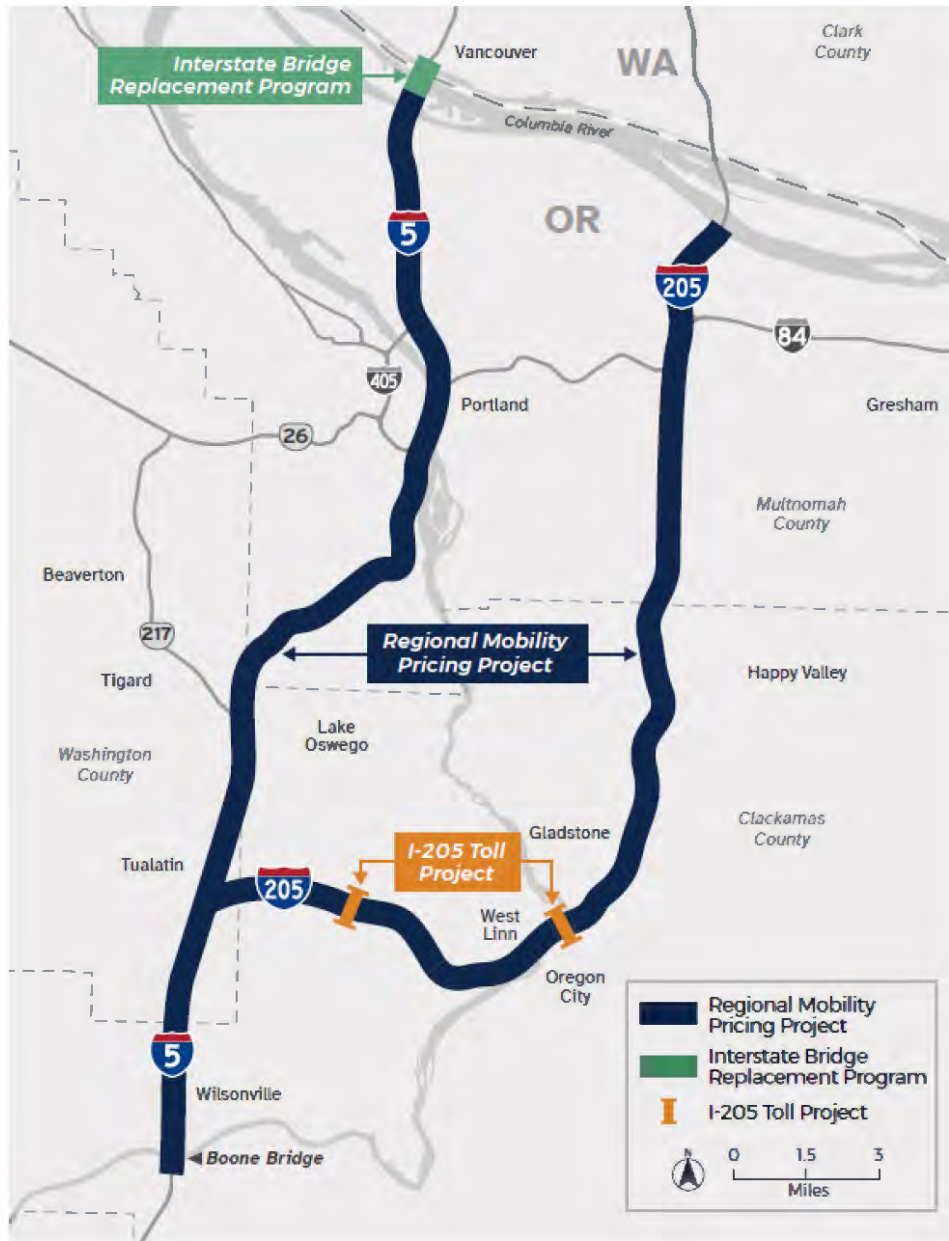 Vancouver
Clark
County
WA
Interstate Bridge
Replacement Program
Columbia River
5
OR
205
84
405
Portland
Gresham
26
Multnomah
County
Beaverton
217
Regional Mobility
Pricing Project
Tigard
Happy Valley
Lake
Oswego
Washington
County
Clackamas
County
Gladstone
I-205 Toll
Project
Tualatin
205
West
Linn
Oregon
City
5
Wilsonville
Boone Bridge
Regional Mobility
Pricing Project
Interstate Bridge
Replacement Program
I-205 Toll Project
N
0 1.5 3
Miles